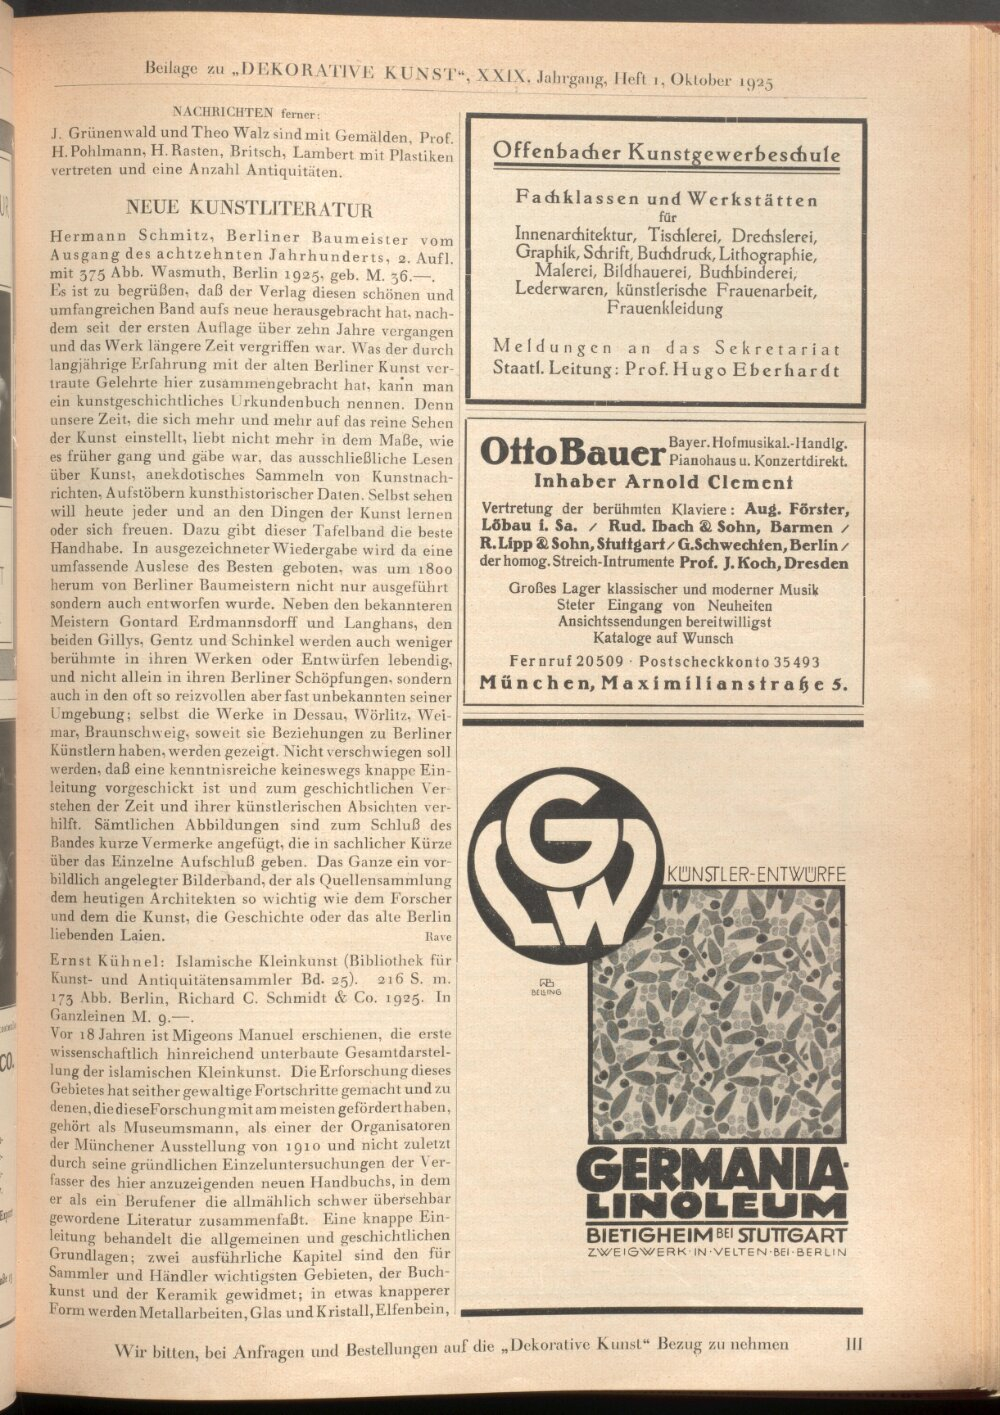 Beilage zu „DEKORATIVE KUNST“, XXIX, Jahrgang, Heft 1, Oktober 1925
NACHRICHTEN ferner:
J. Grünenwald und Theo Walz sind mit Gemälden, Prof.
H. Pohlmann, H. Rasten, Britsch, Lambert mit Plastiken
vertreten und eine Anzahl Antiquitäten.
NEUE KUNSTLITERATUR
Hermann Schmitz, Berliner Baumeister vom
Ausgang des achtzehnten Jahrhunderts, 2. Aufl.
mit 375 Abb. Wasmuth, Berlin 1925, geb. M. 36.—.
Es ist zu begrüßen, daß der Verlag diesen schönen und
umfangreichen Band aufs neue herausgebracht hat, nach-
dem seit der ersten Auflage über zehn Jahre vergangen
und das Werk längere Zeit vergriffen war. Was der durch
langjährige Erfahrung mit der alten Berliner Kunst ver-
traute Gelehrte hier zusammengebracht hat, kann man
ein kunstgeschichtliches Urkundenbuch nennen. Denn
unsere Zeit, die sich mehr und mehr auf das reine Sehen
der Kunst einstellt, liebt nicht mehr in dem Maße, wie
es früher gang und gäbe war, das ausschließliche Lesen
über Kunst, anekdotisches Sammeln von Kunstnach-
richten, Aufstöbern kunsthistorischer Daten. Selbst sehen
will heute jeder und an den Dingen der Kunst lernen
oder sich freuen. Dazu gibt dieser Tafelband die beste
Handhabe. In ausgezeichneter Wiedergabe wird da eine
umfassende Auslese des Besten geboten, was um 1800
herum von Berliner Baumeistern nicht nur ausgeführt
sondern auch entworfen wurde. Neben den bekannteren
Meistern Gontard Erdmannsdorff und Langhans, den
beiden Gillys, Gentz und Schinkel werden auch weniger
berühmte in ihren Werken oder Entwürfen lebendig,
und nicht allein in ihren Berliner Schöpfungen, sondern
auch in den oft so reizvollen aber fast unbekannten seiner
Umgebung; selbst die Werke in Dessau, Wörlitz, Wei-
mar, Braunschweig, soweit sie Beziehungen zu Berliner
Künstlern haben, werden gezeigt. Nicht verschwiegen soll
werden, daß eine kenntnisreiche keineswegs knappe Ein-
leitung vorgeschickt ist und zum geschichtlichen Ver-
stehen der Zeit und ihrer künstlerischen Absichten ver-
hilft. Sämtlichen Abbildungen sind zum Schluß des
Bandes kurze Vermerke angefügt, die in sachlicher Kürze
über das Einzelne Aufschluß geben. Das Ganze ein vor-
bildlich angelegter Bilderband, der als Quellensammlung
dem heutigen Architekten so wichtig wie dem Forscher
und dem die Kunst, die Geschichte oder das alte Berlin
liebenden Laien. Rave
Ernst Kühnel: Islamische Kleinkunst (Bibliothek für
Kunst- und Antiquitätensammler Bd. 25). 216 S. m.
173 Abb. Berlin, Richard C. Schmidt & Co. 1925. In
Ganzleinen M. 9.—.
Vor 18 Jahren ist Migeons Manuel erschienen, die erste
wissenschaftlich hinreichend unterbaute Gesamtdarstel-
lung der islamischen Kleinkunst. Die Erforschung dieses
Gebietes hat seither gewaltige Fortschritte gemacht und zu
denen, die diese Forschung mit am meisten gefördert haben,
gehört als Museumsmann, als einer der Organisatoren
der Münchener Ausstellung von 1910 und nicht zuletzt
durch seine gründlichen Einzeluntersuchungen der Ver-
fasser des hier anzuzeigenden neuen Handbuchs, in dem
er als ein Berufener die allmählich schwer übersehbar
gewordene Literatur zusammenfaßt. Eine knappe Ein-
leitung behandelt die allgemeinen und geschichtlichen
Grundlagen; zwei ausführliche Kapitel sind den für
Sammler und Händler wichtigsten Gebieten, der Buch-
kunst und der Keramik gewidmet; in etwas knapperer
Form werden Metallarbeiten, Glas und Kristall, Elfenbein,
Offenbacher Kunstgewerbeschule
Fachklassen und Werkstätten
für
Innenarchitektur, Tischlerei, Drechslerei,
Graphik, Schrift, Buchdruck, Lithographie,
Malerei, Bildhauerei, Buchbinderei,
Lederwaren, künstlerische Frauenarbeit,
Frauenkleidung
Meldungen an das Sekretariat
Staatl. Leitung: Prof. Hugo Eberhardt
Otto Bauer Bayer. Hofmusikal.-Handlg.
Pianohaus u. Konzertdirekt.
Inhaber Arnold Clement
Vertretung der berühmten Klaviere: Aug. Förster,
Löbau i. Sa. / Rud. Ibach & Sohn, Barmen /
R. Lipp & Sohn, Stuttgart / G. Schwechten, Berlin /
der homog. Streich-Intrumente Prof. J. Koch, Dresden
Großes Lager klassischer und moderner Musik
Steter Eingang von Neuheiten
Ansichtssendungen bereitwilligst
Kataloge auf Wunsch
Fernruf 20509 · Postscheckkonto 35493
München, Maximilianstraße 5.
GLW
BELLING
KÜNSTLER-ENTWÜRFE
GERMANIA-
LINOLEUM
BIETIGHEIM BEI STUTTGART
ZWEIGWERK·IN·VELTEN·BEI·BERLIN
Wir bitten, bei Anfragen und Bestellungen auf die „Dekorative Kunst“ Bezug zu nehmen III